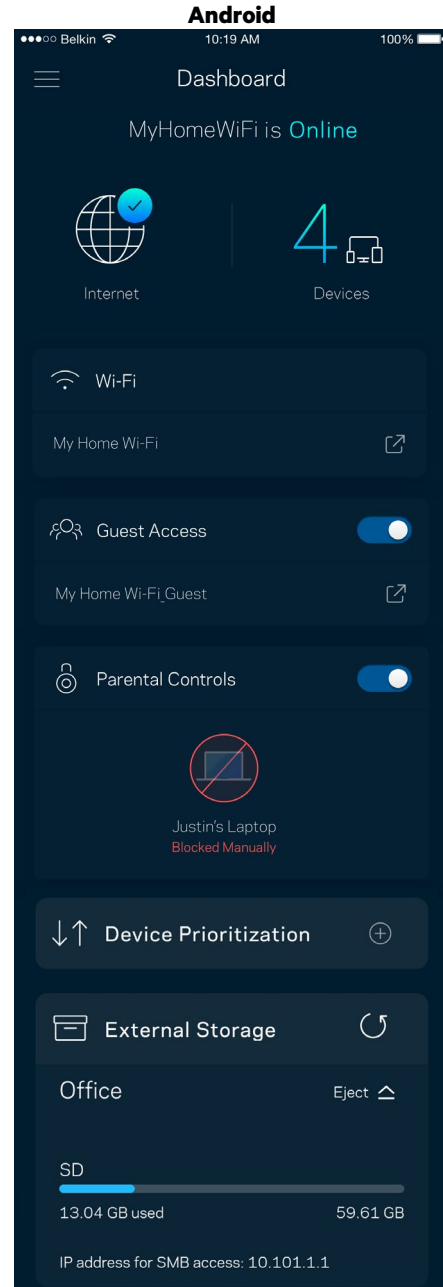 Android
Belkin 10:19 AM 100%
Dashboard
MyHomeWiFi is Online
4
Internet Devices
Wi-Fi
My Home Wi-Fi
Guest Access
My Home Wi-Fi_Guest
Parental Controls
Justin's Laptop
Blocked Manually
Device Prioritization
External Storage
Office Eject
SD
13.04 GB used 59.61 GB
IP address for SMB access: 10.101.1.1